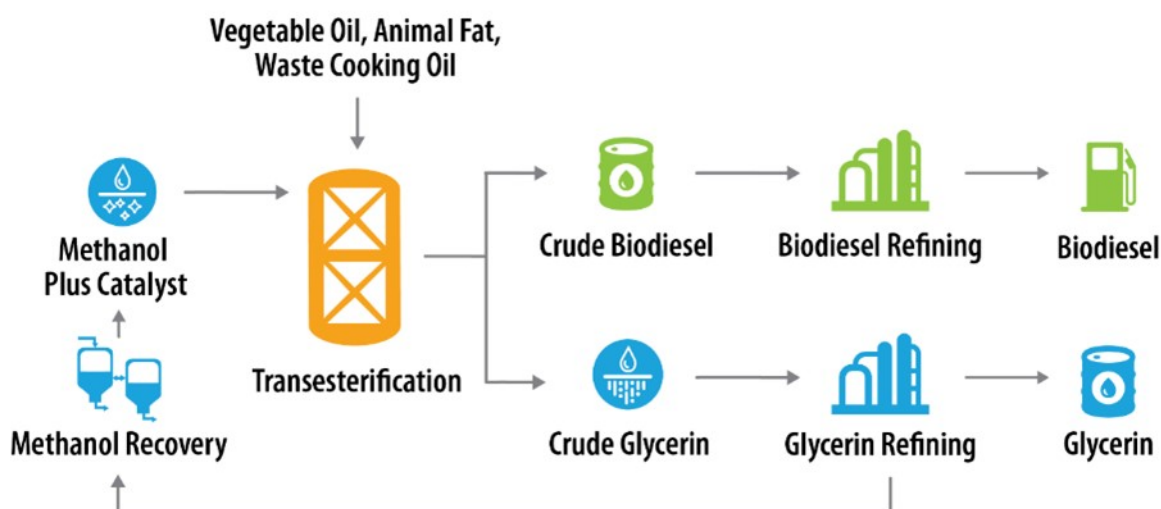 Vegetable Oil, Animal Fat,
Waste Cooking Oil
Methanol
Plus Catalyst
Transesterification
Crude Biodiesel
Biodiesel Refining
Biodiesel
Methanol Recovery
Crude Glycerin
Glycerin Refining
Glycerin